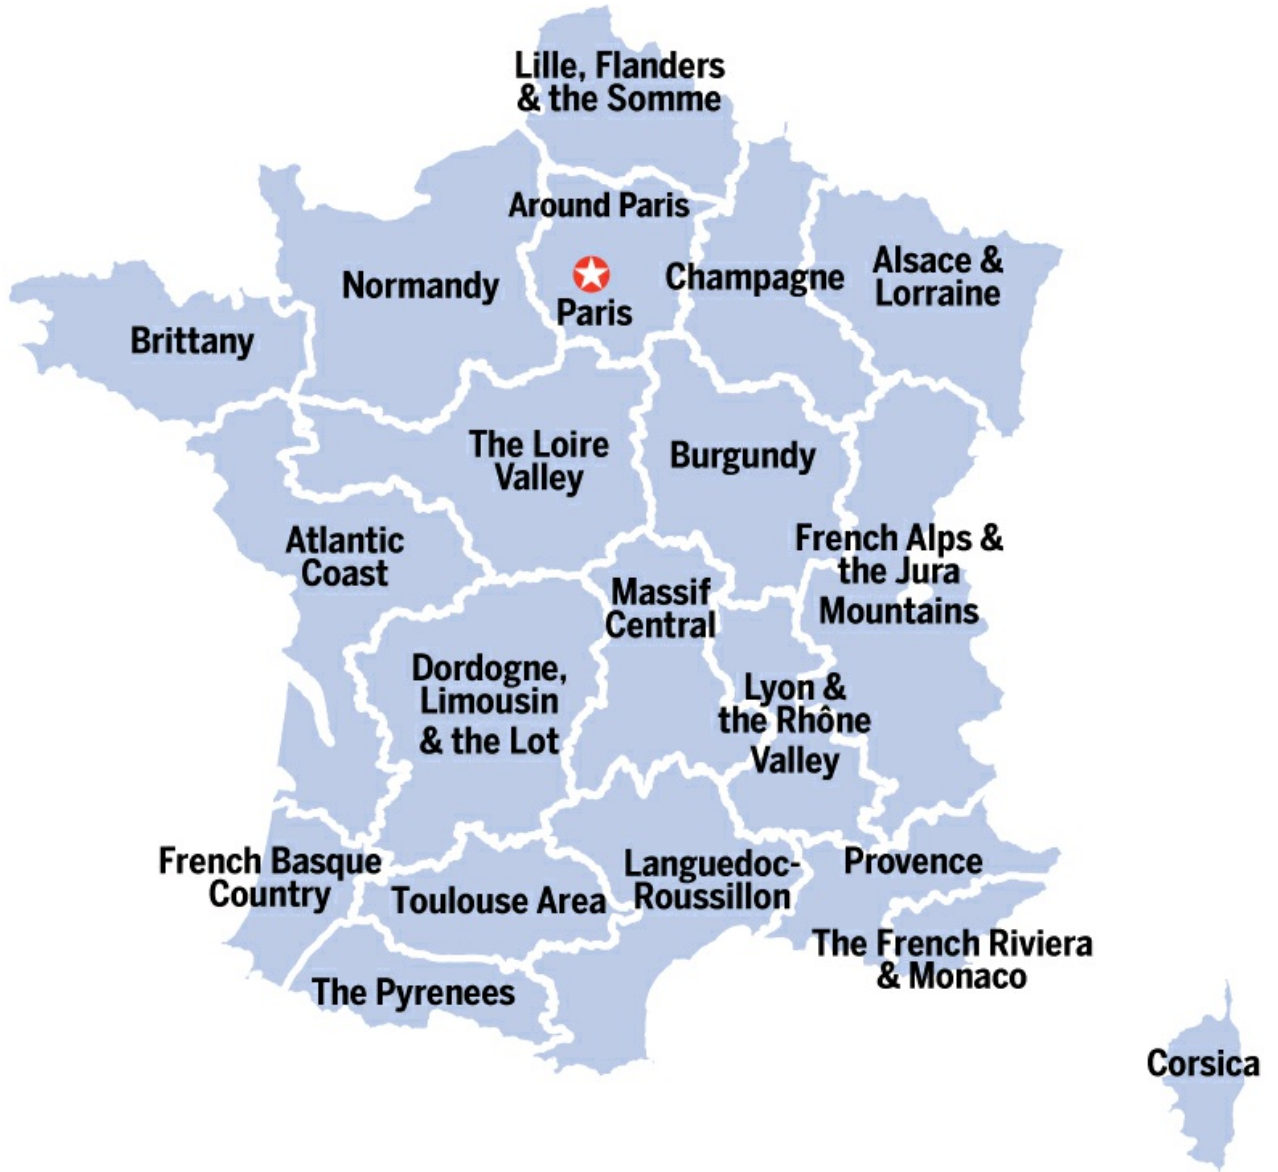 Lille, Flanders
& the Somme
Around Paris
Paris
Normandy
Champagne
Alsace &
Lorraine
Brittany
The Loire
Valley
Burgundy
Atlantic
Coast
French Alps &
the Jura
Mountains
Massif
Central
Dordogne,
Limousin
& the Lot
Lyon &
the Rhône
Valley
French Basque
Country
Toulouse Area
Languedoc-
Roussillon
Provence
The French Riviera
& Monaco
The Pyrenees
Corsica